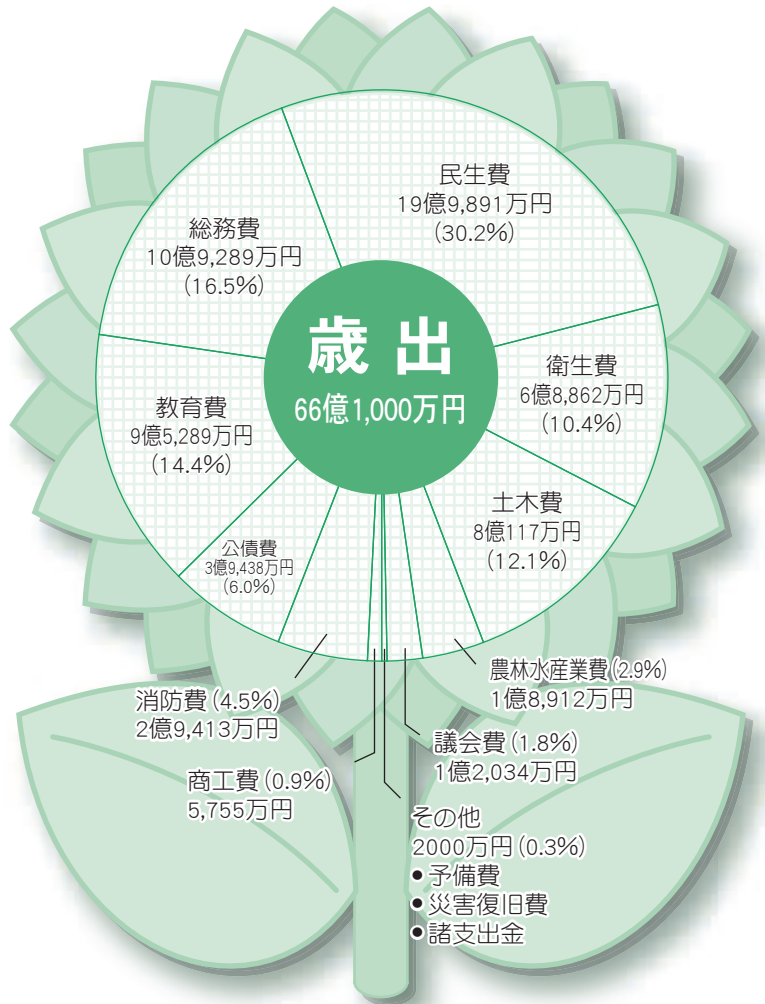 歳出
66億1,000万円
民生費
19億9,891万円
(30.2%)
衛生費
6億8,862万円
(10.4%)
土木費
8億117万円
(12.1%)
農林水産業費(2.9%)
1億8,912万円
議会費(1.8%)
1億2,034万円
その他
2000万円(0.3%)
•予備費
•災害復旧費
•諸支出金
商工費(0.9%)
5,755万円
消防費(4.5%)
2億9,413万円
公債費
3億9,438万円
(6.0%)
教育費
9億5,289万円
(14.4%)
総務費
10億9,289万円
(16.5%)